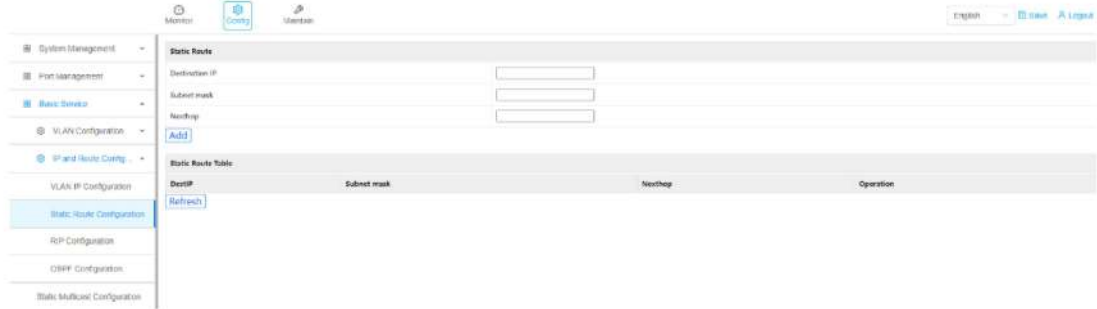 Monitor
Config
Maintain
English
Save
Logout
System Management
Port Management
Basic Service
VLAN Configuration
IP and Route Config...
VLAN IP Configuration
Static Route Configuration
RIP Configuration
OSPF Configuration
Static Multicast Configuration
Static Route
Destination IP
Subnet mask
Nexthop
Add
Static Route Table
DestIP Subnet mask Nexthop Operation
Refresh